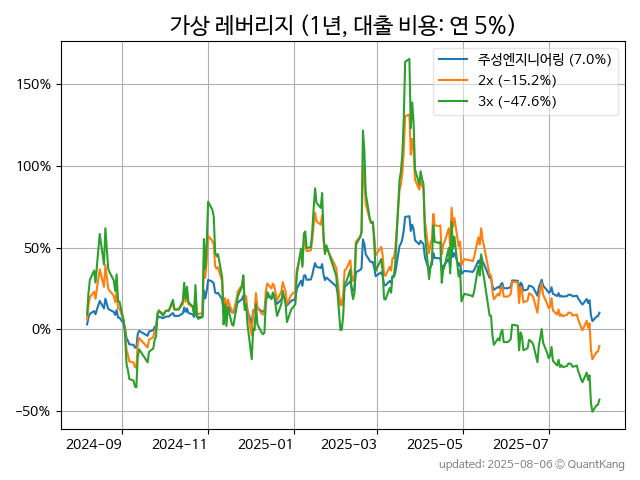 가상 레버리지 (1년, 대출 비용: 연 5%)
주성엔지니어링 (7.0%)
2x (−15.2%)
3x (−47.6%)
150%
100%
50%
0%
−50%
2024−09 2024−11 2025−01 2025−03 2025−05 2025−07
updated: 2025-08-06 © QuantKang